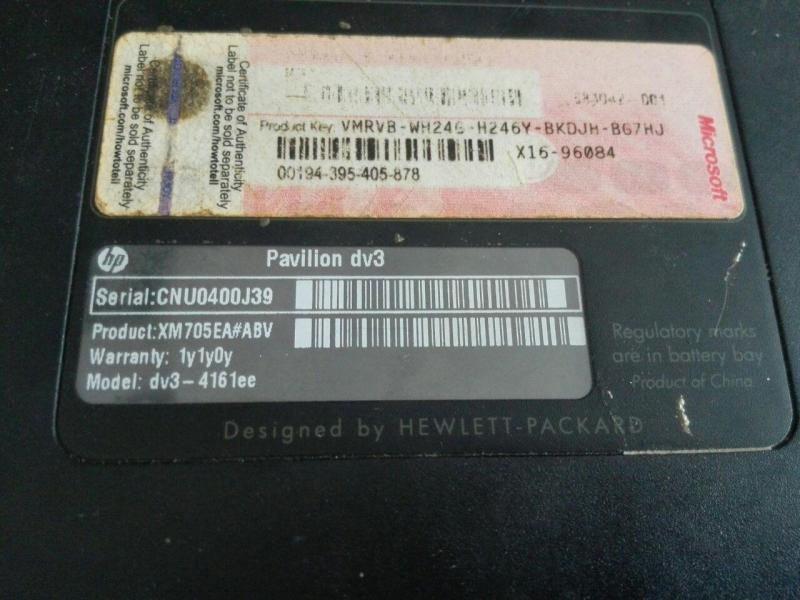 Certificate of Authenticity
Label not to be sold separately
microsoft.com/howtotell
Certificate of Authenticity
Label not to be sold separately
microsoft.com/howtotell
001
Product Key: VMRVB-WH246-H246Y-BKDJH-BG7HJ
X16-96084
00194-395-405-878
Microsoft
hp
Pavilion dv3
Serial:CNU0400J39
Product:XM705EA#ABV
Warranty: 1y1y0y
Model: dv3-4161ee
Regulatory marks
are in battery bay
Product of China
Designed by HEWLETT-PACKARD